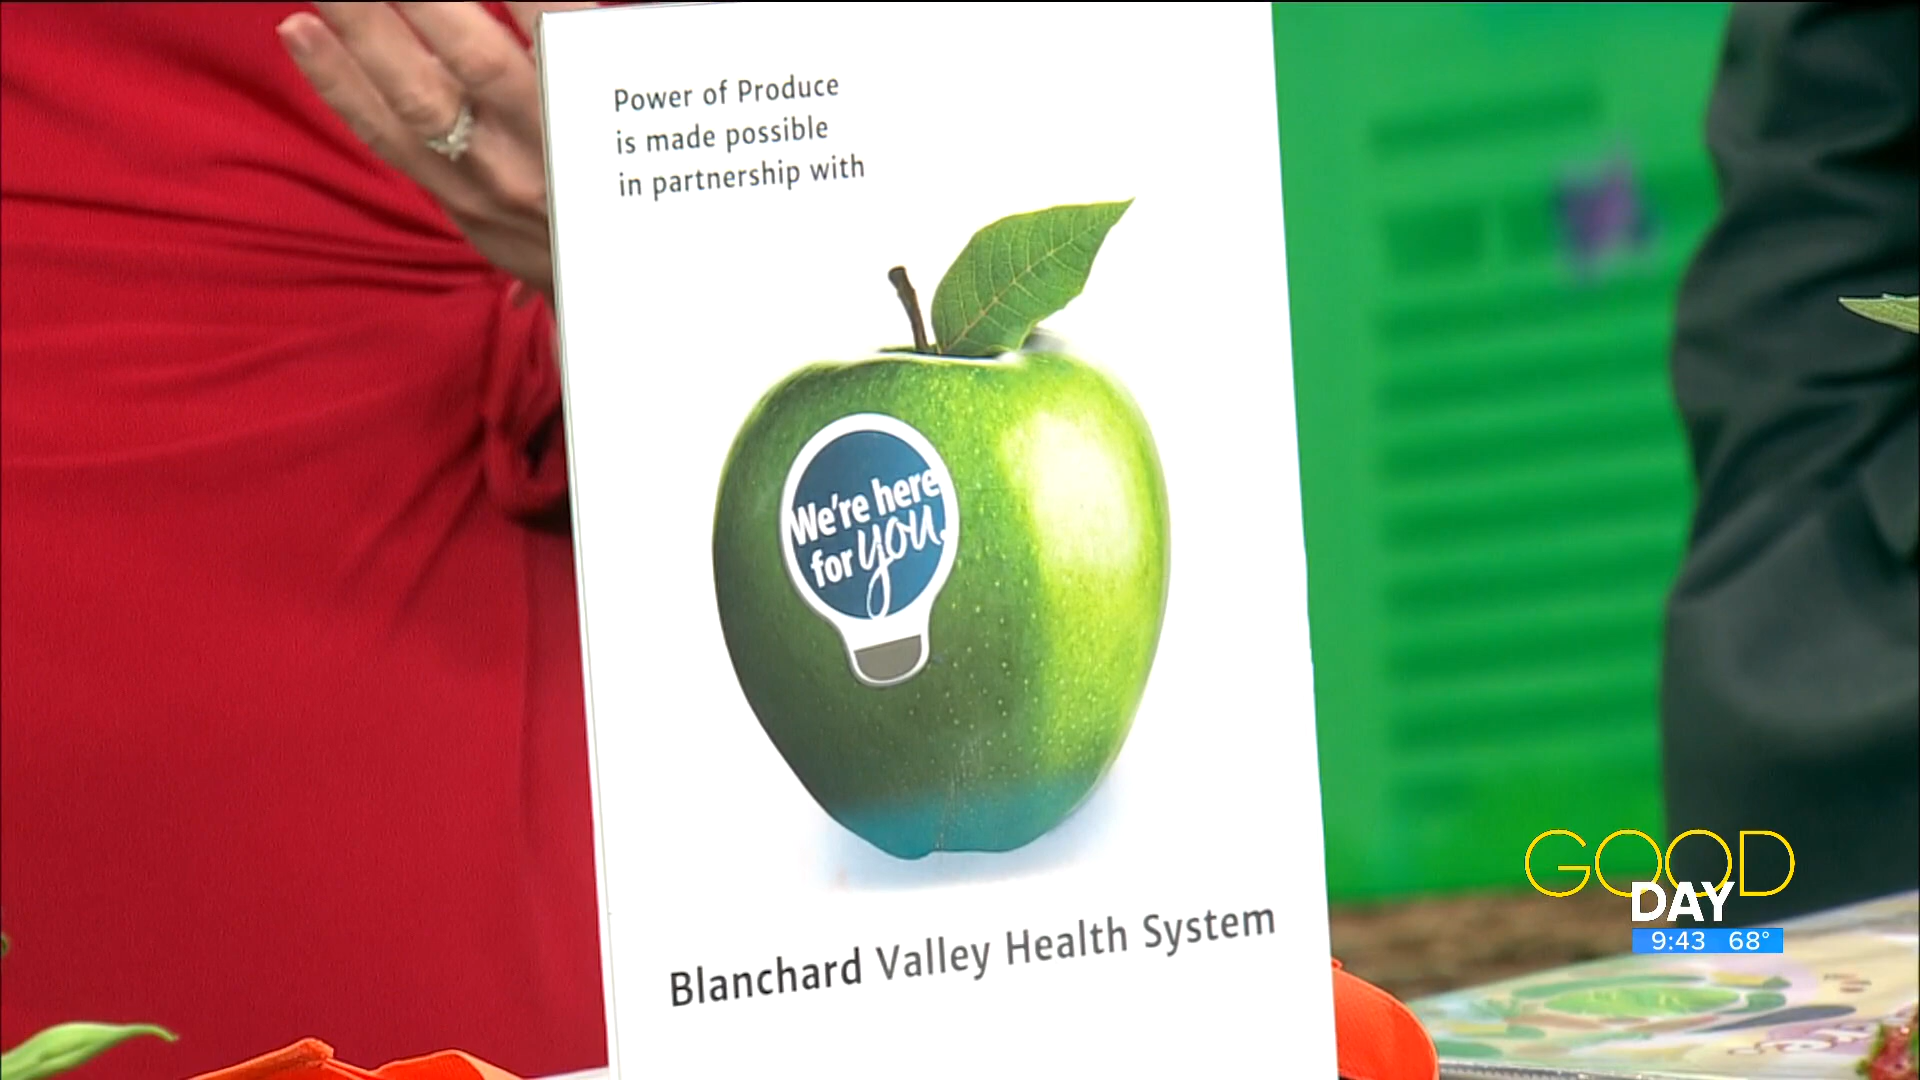 Power of Produce
is made possible
in partnership with
We're here
for you.
Blanchard Valley Health System
GOOD
DAY
9:43 68°